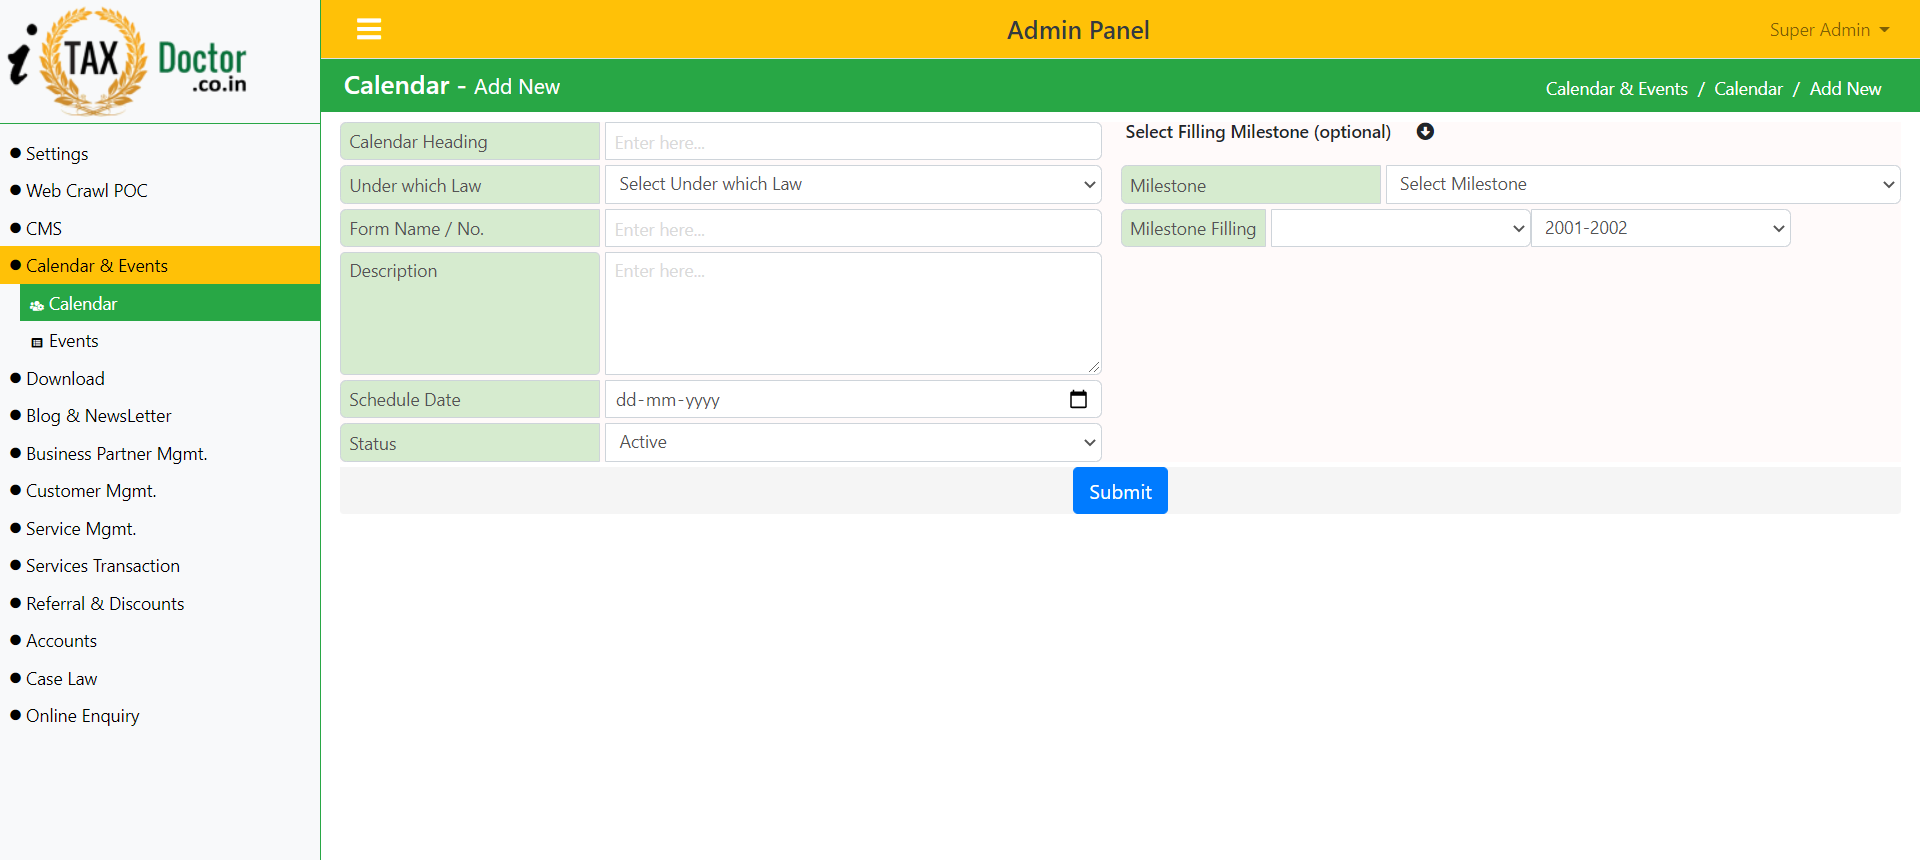 i TAX Doctor
.co.in
Admin Panel
Super Admin
Calendar - Add New
Calendar & Events / Calendar / Add New
Settings
Web Crawl POC
CMS
Calendar & Events
Calendar
Events
Download
Blog & NewsLetter
Business Partner Mgmt.
Customer Mgmt.
Service Mgmt.
Services Transaction
Referral & Discounts
Accounts
Case Law
Online Enquiry
Calendar Heading
Enter here...
Under which Law
Select Under which Law
Form Name / No.
Enter here...
Description
Enter here...
Schedule Date
dd-mm-yyyy
Status
Active
Select Filling Milestone (optional)
Milestone
Select Milestone
Milestone Filling
2001-2002
Submit